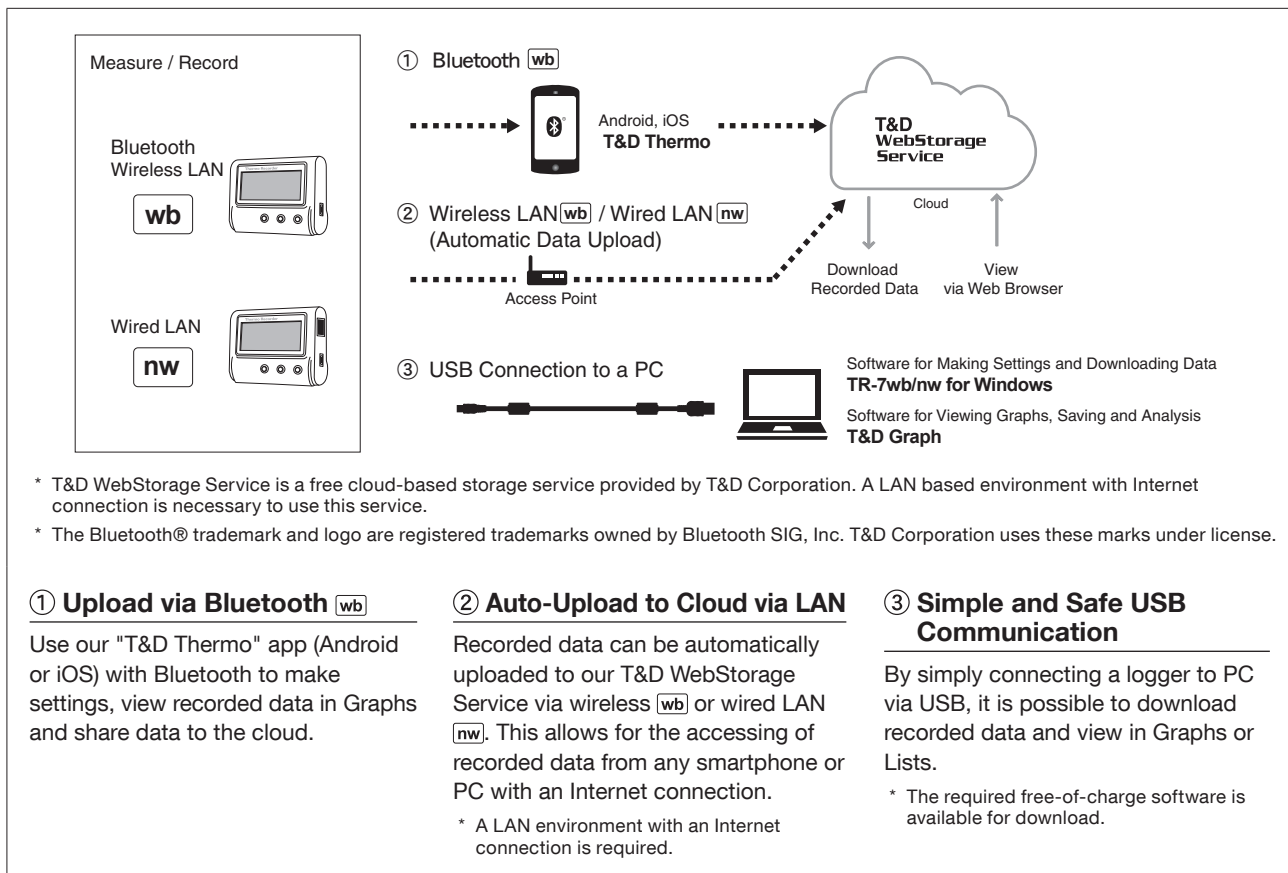 Measure / Record
Bluetooth
Wireless LAN
wb
Wired LAN
nw
① Bluetooth wb
Android, iOS
T&D Thermo
② Wireless LAN wb / Wired LAN nw
(Automatic Data Upload)
Access Point
③ USB Connection to a PC
T&D
WebStorage
Service
Cloud
Download
Recorded Data
View
via Web Browser
Software for Making Settings and Downloading Data
TR-7wb/nw for Windows
Software for Viewing Graphs, Saving and Analysis
T&D Graph
* T&D WebStorage Service is a free cloud-based storage service provided by T&D Corporation. A LAN based environment with Internet
connection is necessary to use this service.
* The Bluetooth® trademark and logo are registered trademarks owned by Bluetooth SIG, Inc. T&D Corporation uses these marks under license.
① Upload via Bluetooth wb
Use our "T&D Thermo" app (Android
or iOS) with Bluetooth to make
settings, view recorded data in Graphs
and share data to the cloud.
② Auto-Upload to Cloud via LAN
Recorded data can be automatically
uploaded to our T&D WebStorage
Service via wireless wb or wired LAN
nw. This allows for the accessing of
recorded data from any smartphone or
PC with an Internet connection.
* A LAN environment with an Internet
connection is required.
③ Simple and Safe USB
Communication
By simply connecting a logger to PC
via USB, it is possible to download
recorded data and view in Graphs or
Lists.
* The required free-of-charge software is
available for download.